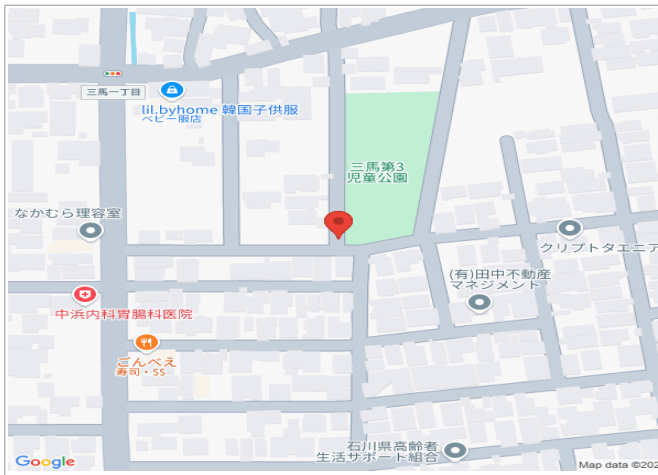 三馬一丁目
lil.byhome 韓国子供服
ベビー服店
三馬第3
児童公園
なかむら理容室
クリプトタエニア
(有)田中不動産
マネジメント
中浜内科胃腸科医院
ごんべえ
寿司・SS
石川県高齢者
生活サポート組合
Google
Map data ©202